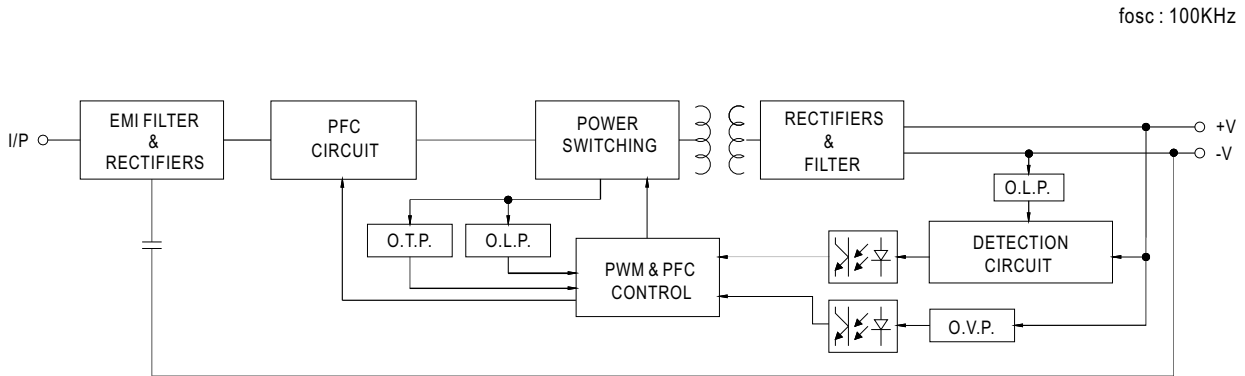 fosc : 100KHz
I/P
EMI FILTER
&
RECTIFIERS
PFC
CIRCUIT
POWER
SWITCHING
RECTIFIERS
&
FILTER
+V
-V
O.L.P.
O.T.P.
O.L.P.
PWM & PFC
CONTROL
DETECTION
CIRCUIT
O.V.P.